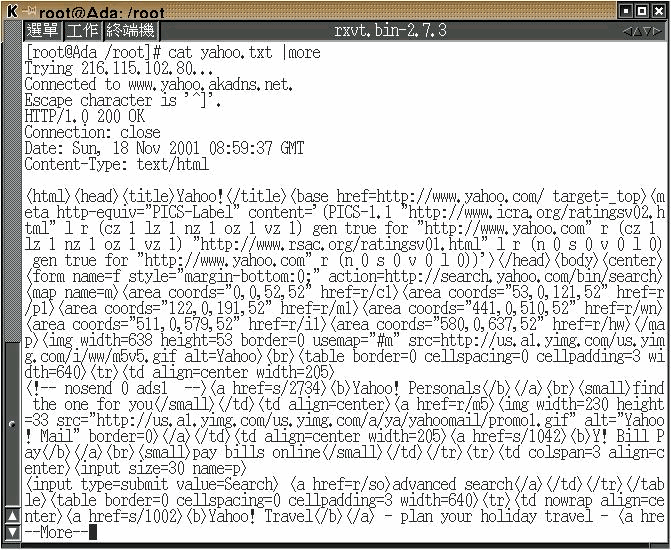 root@Ada: /root
選單 工作 終端機 rxvt.bin-2.7.3
[root@Ada /root]# cat yahoo.txt |more
Trying 216.115.102.80...
Connected to www.yahoo.akadns.net.
Escape character is '^]'.
HTTP/1.0 200 OK
Connection: close
Date: Sun, 18 Nov 2001 08:59:37 GMT
Content-Type: text/html
<html><head><title>Yahoo!</title><base href=http://www.yahoo.com/ target=_top><m
eta http-equiv="PICS-Label" content='(PICS-1.1 "http://www.icra.org/ratingsv02.h
tml" l r (cz 1 lz 1 nz 1 oz 1 vz 1) gen true for "http://www.yahoo.com" r (cz 1
lz 1 nz 1 oz 1 vz 1) "http://www.rsac.org/ratingsv01.html" l r (n 0 s 0 v 0 l 0)
gen true for "http://www.yahoo.com" r (n 0 s 0 v 0 l 0))'></head><body><center>
<form name=f style="margin-bottom:0;" action=http://search.yahoo.com/bin/search>
<map name=m><area coords="0,0,52,52" href=r/c1><area coords="53,0,121,52" href=r
/p1><area coords="122,0,191,52" href=r/m1><area coords="441,0,510,52" href=r/wn>
<area coords="511,0,579,52" href=r/i1><area coords="580,0,637,52" href=r/hw></ma
p><img width=638 height=53 border=0 usemap="#m" src=http://us.a1.yimg.com/us.yim
g.com/i/ww/m5v5.gif alt=Yahoo><br><table border=0 cellspacing=0 cellpadding=3 wi
dth=640><tr><td align=center width=205>
<!-- nosend 0 ads1 --><a href=s/2734><b>Yahoo! Personals</b></a><br><small>find
the one for you</small></td><td align=center><a href=r/m5><img width=230 height
=33 src="http://us.a1.yimg.com/us.yimg.com/a/ya/yahoomail/promo1.gif" alt="Yahoo
! Mail" border=0></a></td><td align=center width=205><a href=s/1042><b>Y! Bill P
ay</b></a><br><small>pay bills online</small></td></tr><tr><td colspan=3 align=c
enter><input size=30 name=p>
<input type=submit value=Search> <a href=r/so>advanced search</a></td></tr></tab
le><table border=0 cellspacing=0 cellpadding=3 width=640><tr><td nowrap align=ce
nter><a href=s/1002><b>Yahoo! Travel</b></a> - plan your holiday travel - <a hre
--More--